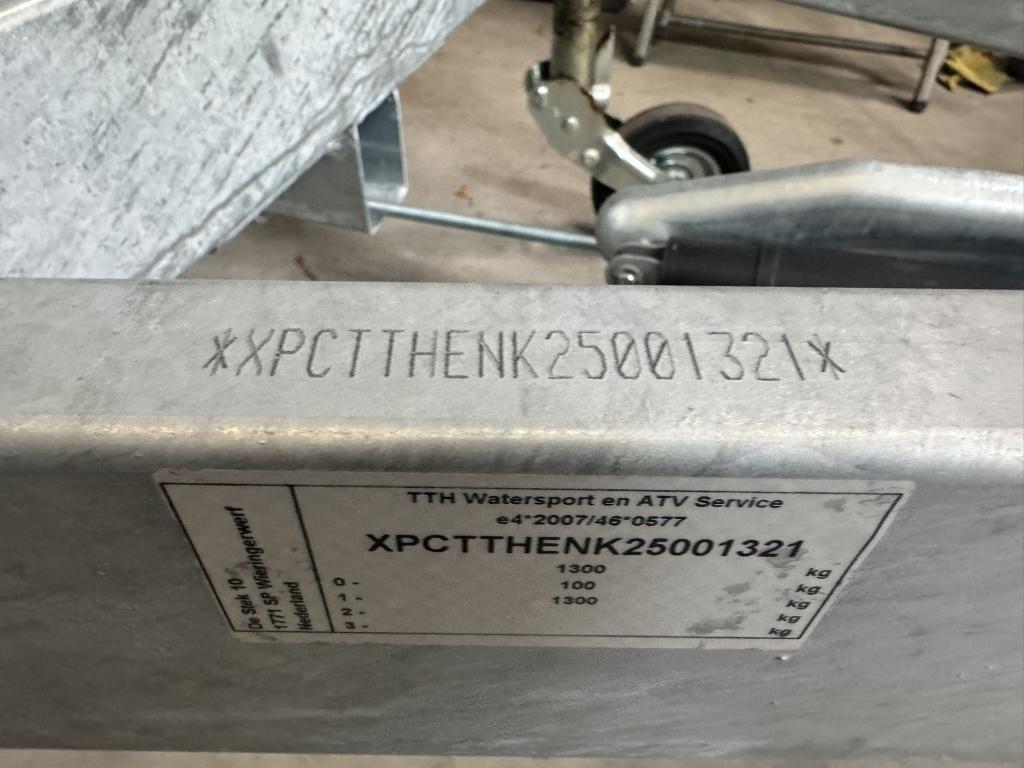 *XPCTTHENK25001321*
De Stek 10
1771 SP Wieringerwerf
Nederland
TTH Watersport en ATV Service
e4*2007/46*0577
XPCTTHENK25001321
1300 kg
0, 100 kg
1, 1300 kg
2, kg
3, kg